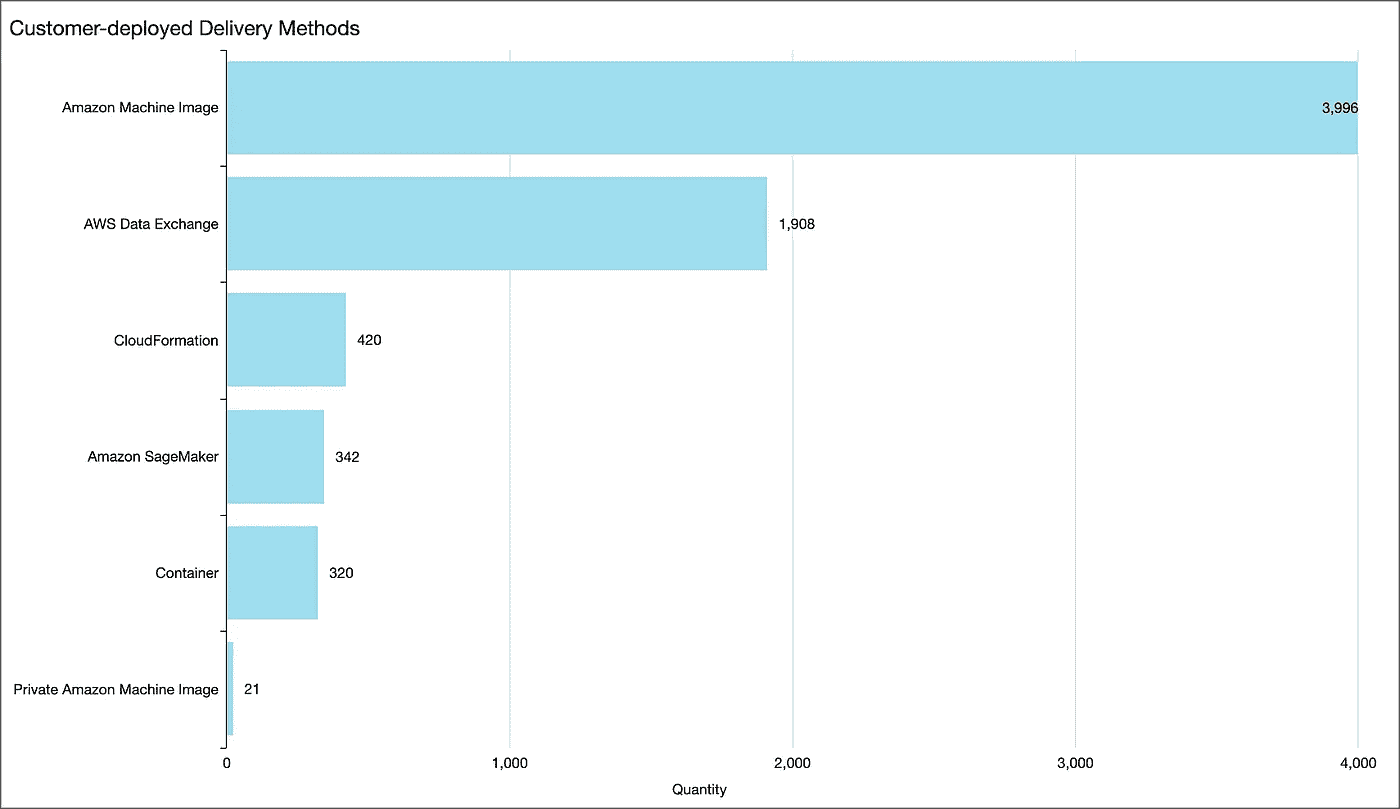 Customer-deployed Delivery Methods
Amazon Machine Image 3,996
AWS Data Exchange 1,908
CloudFormation 420
Amazon SageMaker 342
Container 320
Private Amazon Machine Image 21
0 1,000 2,000 3,000 4,000
Quantity